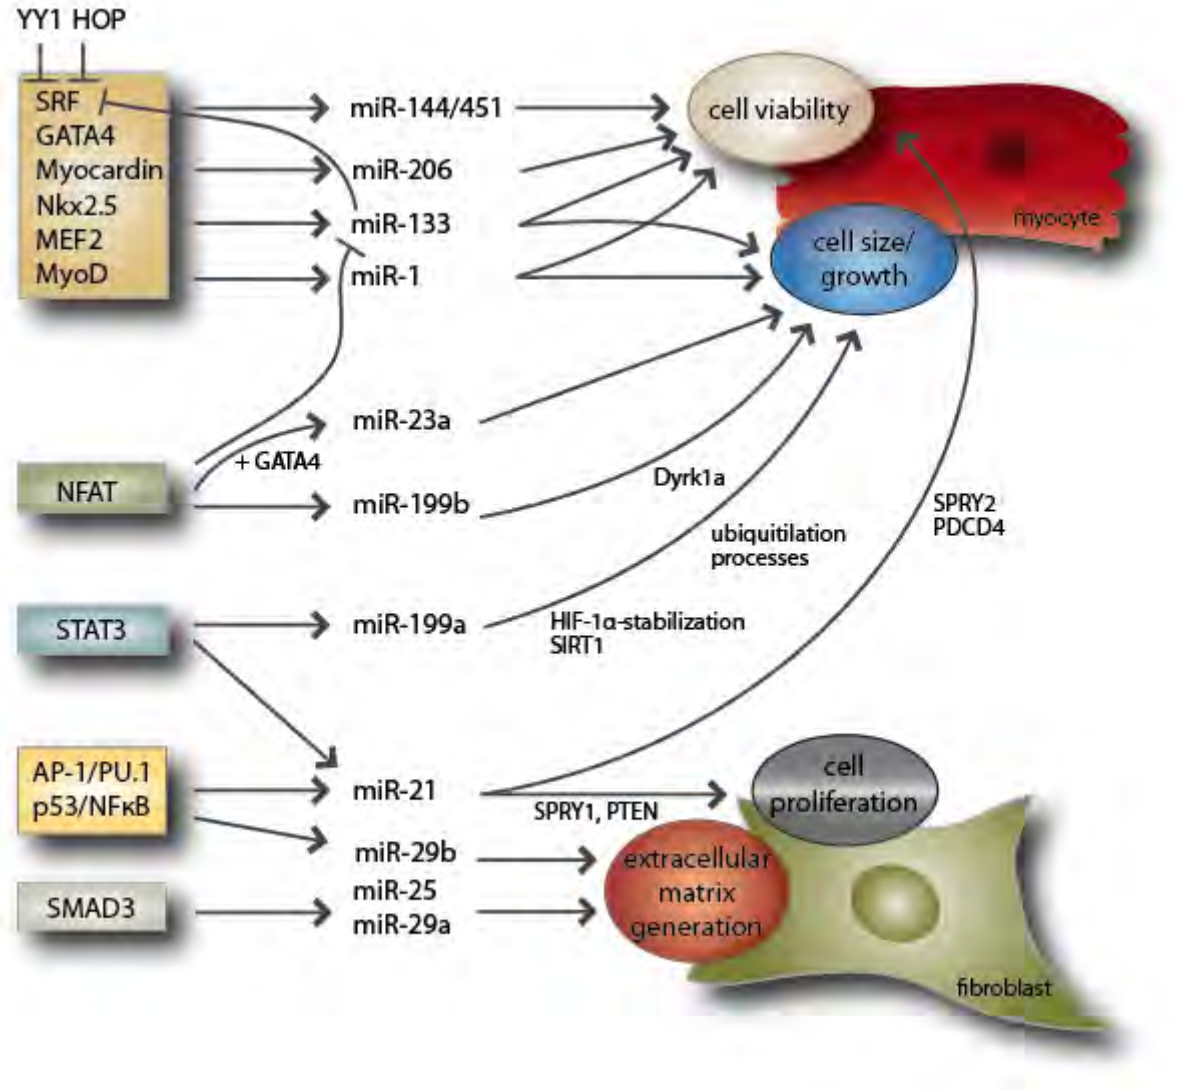 YY1 HOP
SRF
GATA4
Myocardin
Nkx2.5
MEF2
MyoD
miR-144/451
miR-206
miR-133
miR-1
cell viability
myocyte
cell size/
growth
miR-23a
+ GATA4
NFAT
miR-199b
Dyrk1a
ubiquitilation
processes
SPRY2
PDCD4
STAT3
miR-199a
HIF-1α-stabilization
SIRT1
AP-1/PU.1
p53/NFκB
miR-21
SPRY1, PTEN
cell
proliferation
miR-29b
miR-25
miR-29a
SMAD3
extracellular
matrix
generation
fibroblast